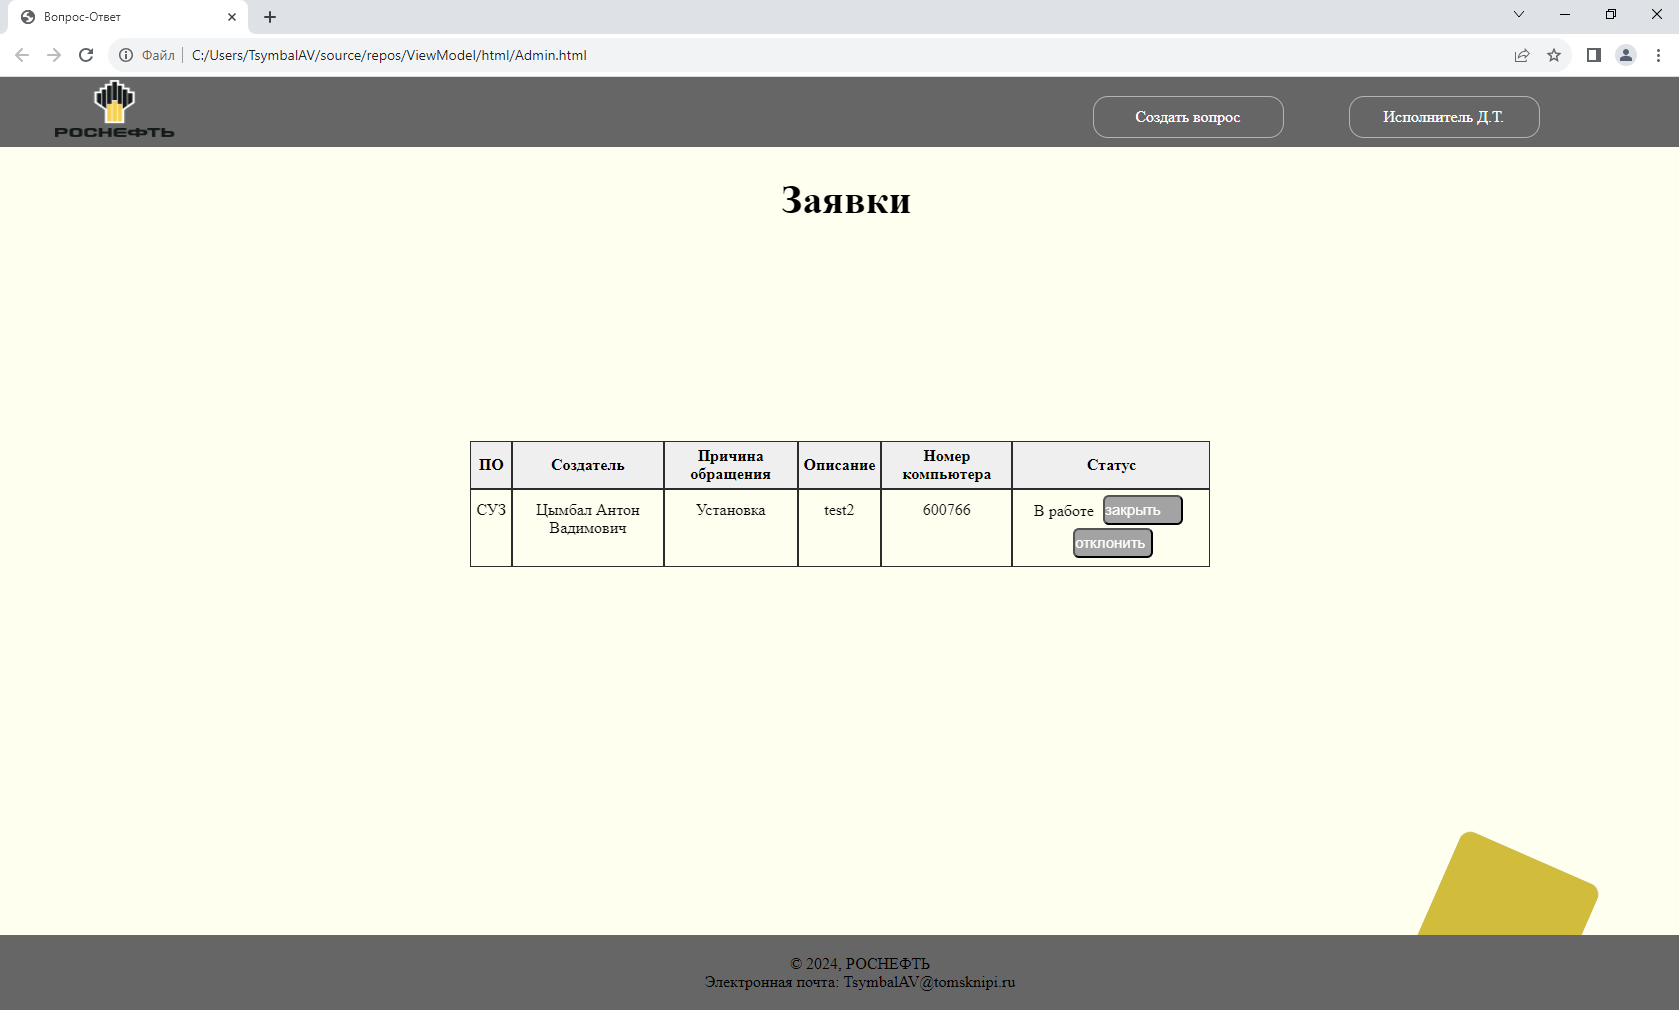 Вопрос-Ответ
Файл C:/Users/TsymbalAV/source/repos/ViewModel/html/Admin.html
РОСНЕФТЬ
Создать вопрос
Исполнитель Д.Т.
Заявки
ПО
Создатель
Причина
обращения
Описание
Номер
компьютера
Статус
СУЗ
Цымбал Антон
Вадимович
Установка
test2
600766
В работе закрыть
отклонить
© 2024, РОСНЕФТЬ
Электронная почта: TsymbalAV@tomsknipi.ru